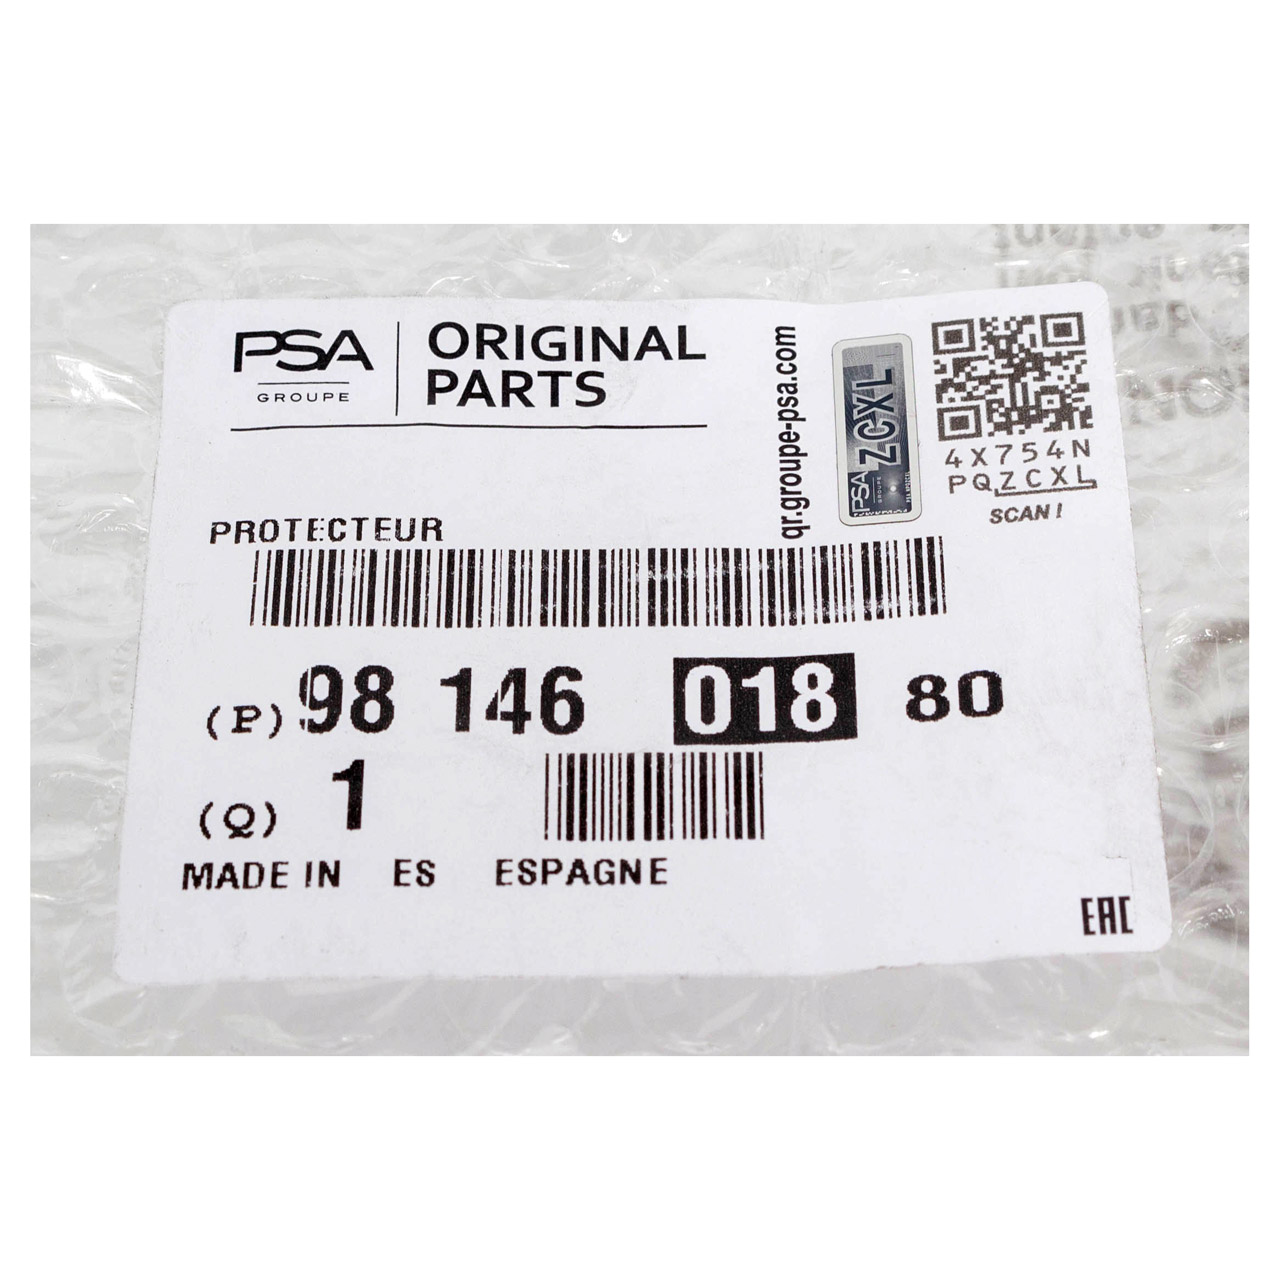 PSA
GROUPE
ORIGINAL
PARTS
qr.groupe-psa.com
PSA
GROUPE
ZCXL
4X754N
PQZCXL
SCAN!
PROTECTEUR
(P) 98 146 018 80
(Q) 1
MADE IN ES ESPAGNE
EAC